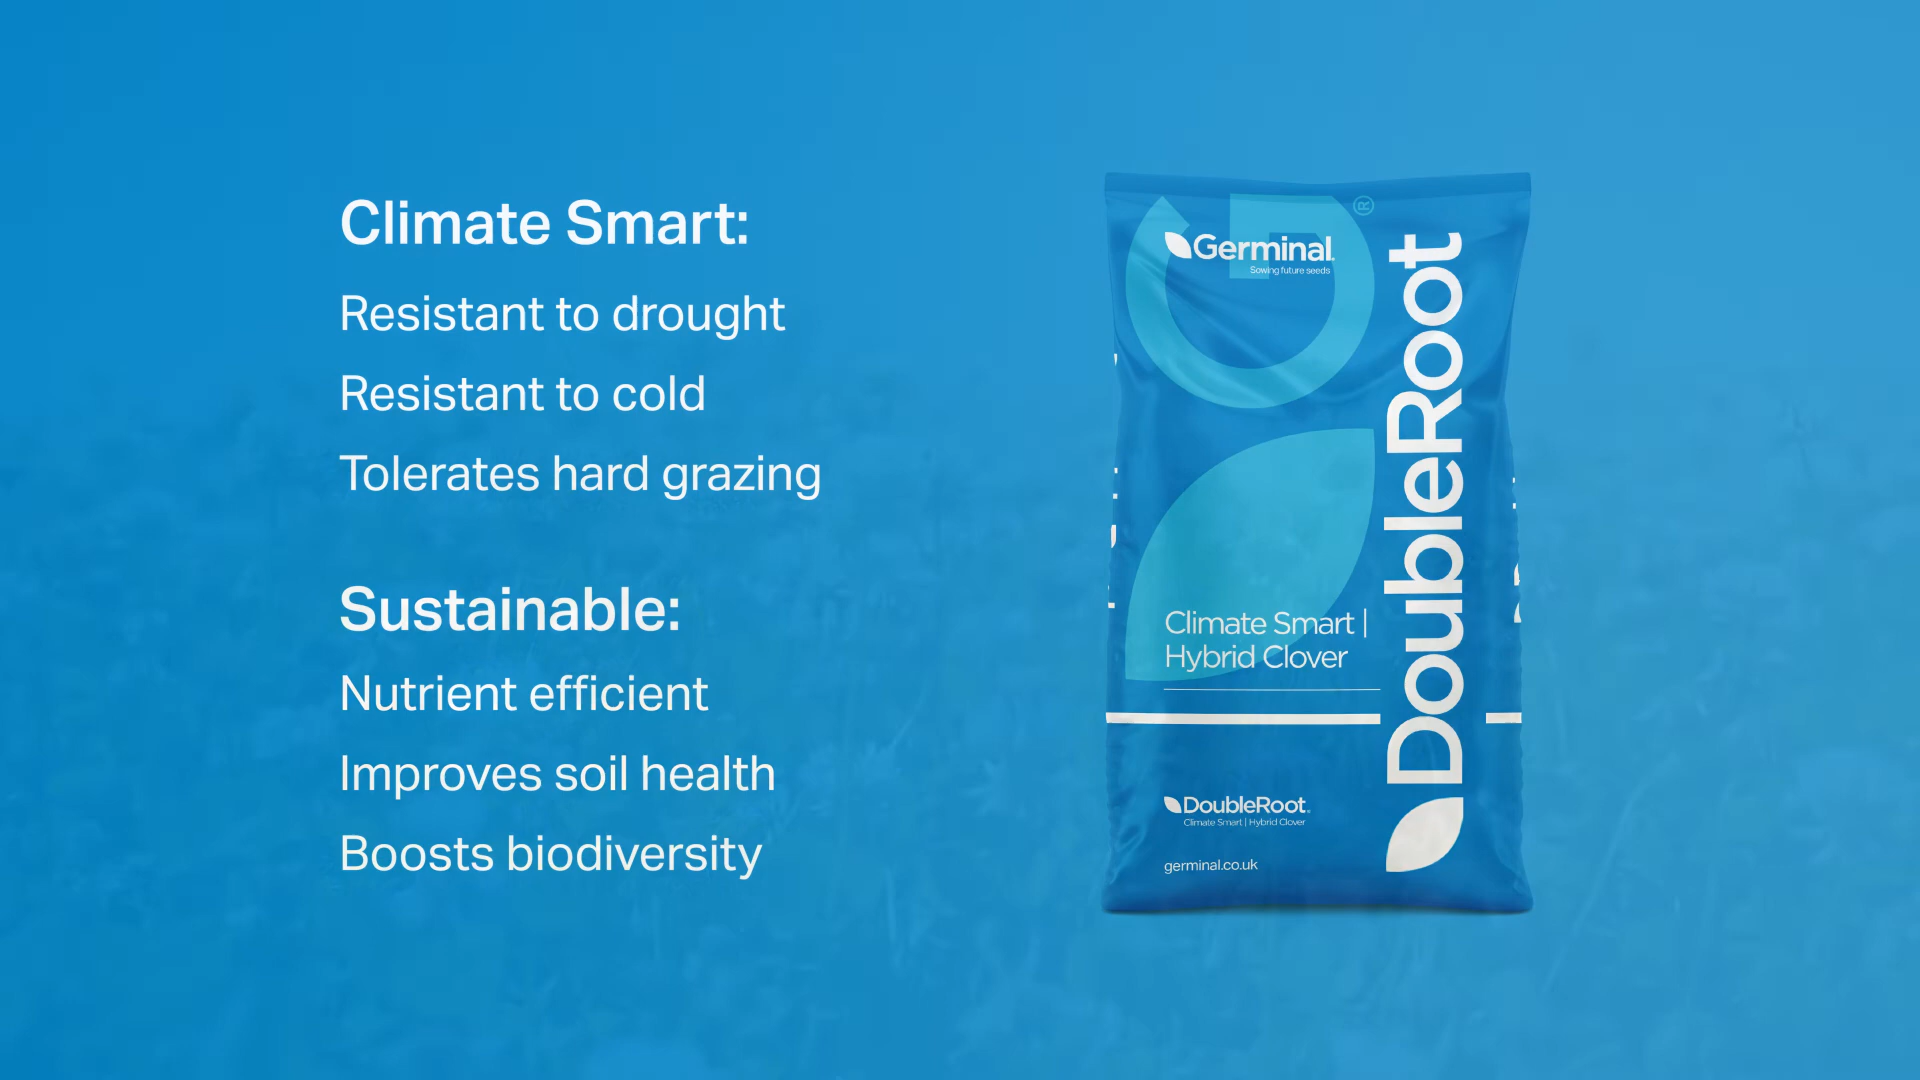 Climate Smart:
Resistant to drought
Resistant to cold
Tolerates hard grazing
Sustainable:
Nutrient efficient
Improves soil health
Boosts biodiversity
Germinal.
Sowing future seeds
®
DoubleRoot
Climate Smart |
Hybrid Clover
DoubleRoot
Climate Smart | Hybrid Clover
germinal.co.uk